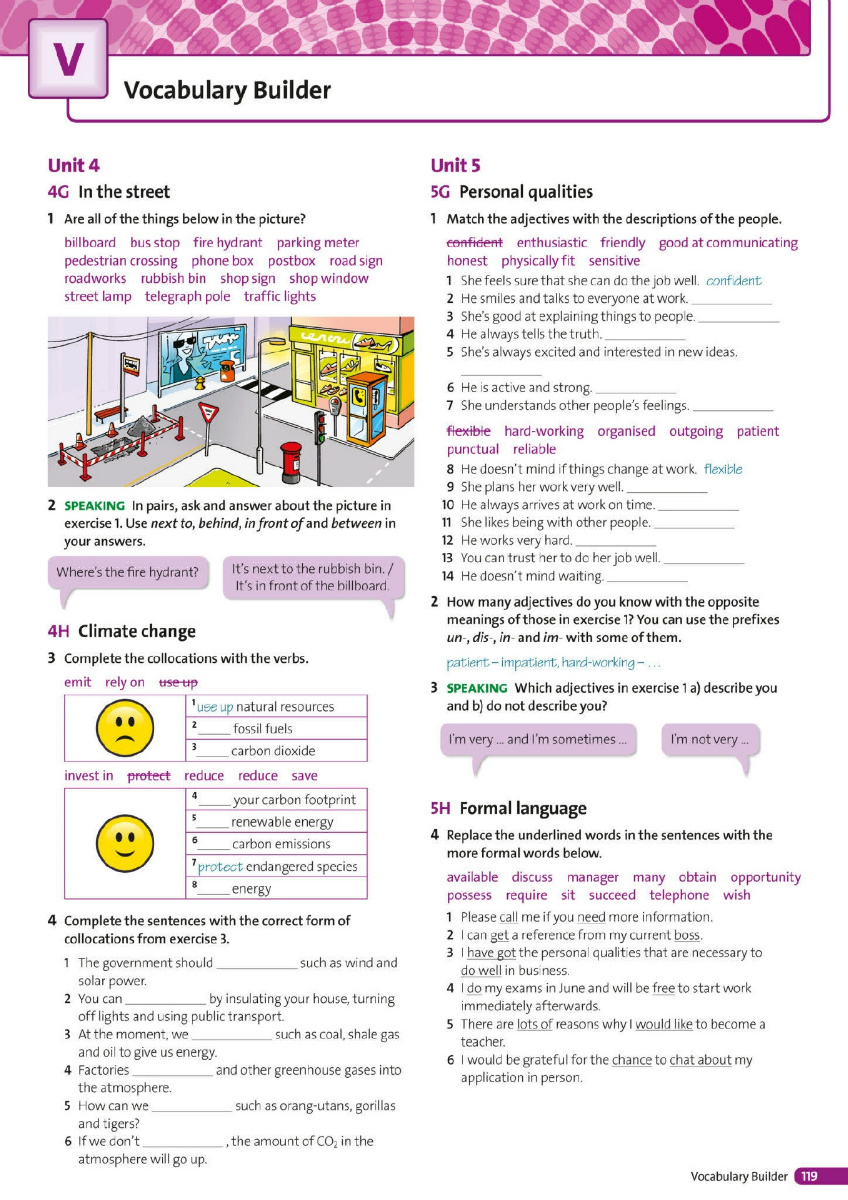 V
Vocabulary Builder
Unit 4
4G In the street
1 Are all of the things below in the picture?
billboard bus stop fire hydrant parking meter
pedestrian crossing phone box postbox road sign
roadworks rubbish bin shop sign shop window
street lamp telegraph pole traffic lights
2 SPEAKING In pairs, ask and answer about the picture in
exercise 1. Use next to, behind, in front of and between in
your answers.
Where's the fire hydrant?
It's next to the rubbish bin. /
It's in front of the billboard.
4H Climate change
3 Complete the collocations with the verbs.
emit rely on use up
1 use up natural resources
2 _____ fossil fuels
3 _____ carbon dioxide
invest in protect reduce reduce save
4 _____ your carbon footprint
5 _____ renewable energy
6 _____ carbon emissions
7 protect endangered species
8 _____ energy
4 Complete the sentences with the correct form of
collocations from exercise 3.
1 The government should ____________ such as wind and
solar power.
2 You can ____________ by insulating your house, turning
off lights and using public transport.
3 At the moment, we ____________ such as coal, shale gas
and oil to give us energy.
4 Factories ____________ and other greenhouse gases into
the atmosphere.
5 How can we ____________ such as orang-utans, gorillas
and tigers?
6 If we don't ____________, the amount of CO2 in the
atmosphere will go up.
Unit 5
5G Personal qualities
1 Match the adjectives with the descriptions of the people.
confident enthusiastic friendly good at communicating
honest physically fit sensitive
1 She feels sure that she can do the job well. confident
2 He smiles and talks to everyone at work. ____________
3 She's good at explaining things to people. ____________
4 He always tells the truth. ____________
5 She's always excited and interested in new ideas.
____________
6 He is active and strong. ____________
7 She understands other people's feelings. ____________
flexible hard-working organised outgoing patient
punctual reliable
8 He doesn't mind if things change at work. flexible
9 She plans her work very well. ____________
10 He always arrives at work on time. ____________
11 She likes being with other people. ____________
12 He works very hard. ____________
13 You can trust her to do her job well. ____________
14 He doesn't mind waiting. ____________
2 How many adjectives do you know with the opposite
meanings of those in exercise 1? You can use the prefixes
un-, dis-, in- and im- with some of them.
patient – impatient, hard-working – ...
3 SPEAKING Which adjectives in exercise 1 a) describe you
and b) do not describe you?
I'm very ... and I'm sometimes ...
I'm not very ...
5H Formal language
4 Replace the underlined words in the sentences with the
more formal words below.
available discuss manager many obtain opportunity
possess require sit succeed telephone wish
1 Please call me if you need more information.
2 I can get a reference from my current boss.
3 I have got the personal qualities that are necessary to
do well in business.
4 I do my exams in June and will be free to start work
immediately afterwards.
5 There are lots of reasons why I would like to become a
teacher.
6 I would be grateful for the chance to chat about my
application in person.
Vocabulary Builder 119